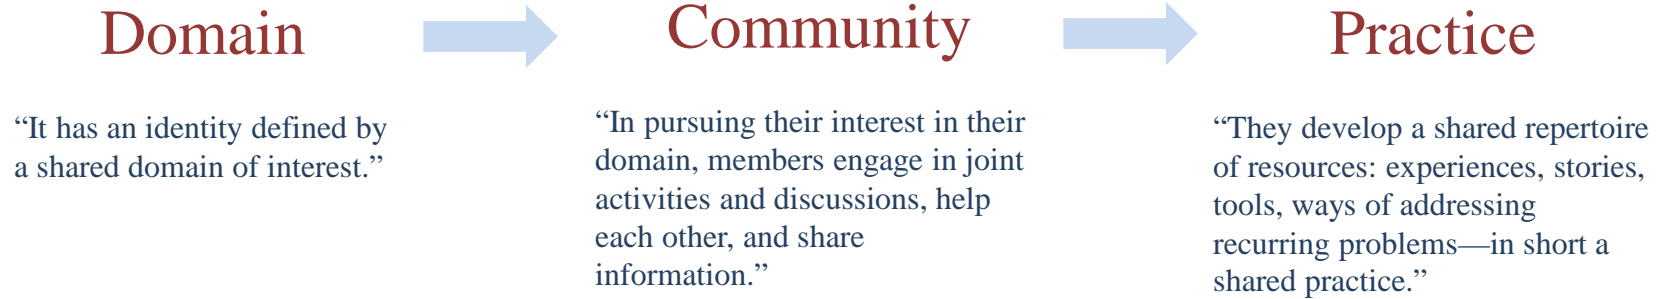 Domain
“It has an identity defined by
a shared domain of interest.”
Community
“In pursuing their interest in their
domain, members engage in joint
activities and discussions, help
each other, and share
information.”
Practice
“They develop a shared repertoire
of resources: experiences, stories,
tools, ways of addressing
recurring problems—in short a
shared practice.”